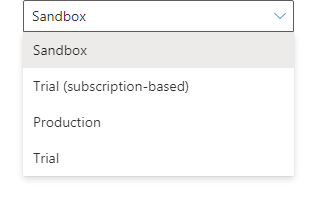 Sandbox
Sandbox
Trial (subscription-based)
Production
Trial